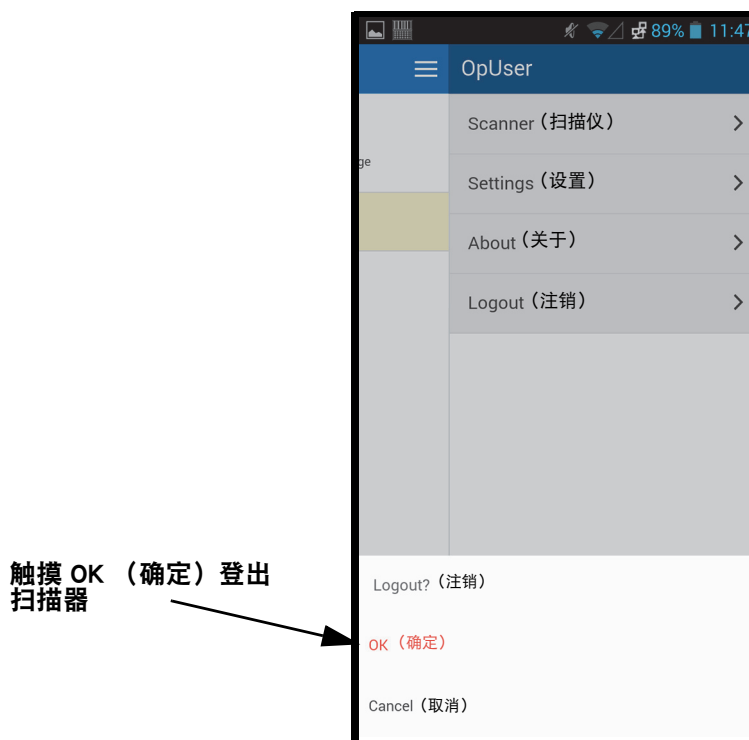 89% 11:47
OpUser
Scanner（扫描仪）
ge
Settings（设置）
About（关于）
Logout（注销）
触摸 OK （确定）登出
扫描器
Logout?（注销）
OK（确定）
Cancel（取消）